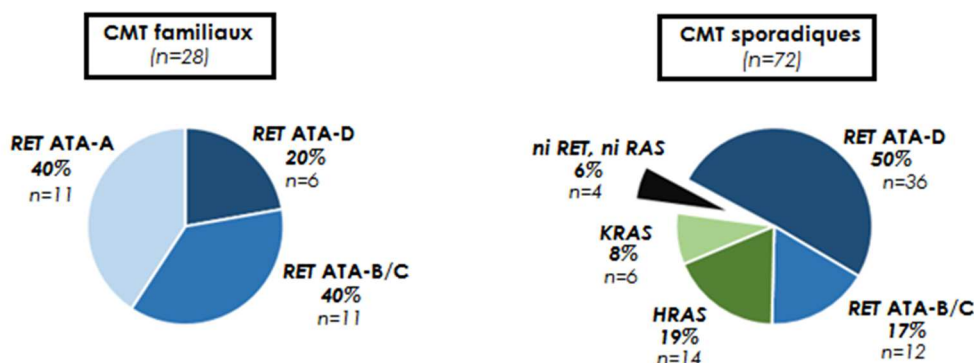 CMT familiaux
(n=28)
RET ATA-A
40%
n=11
RET ATA-D
20%
n=6
RET ATA-B/C
40%
n=11
CMT sporadiques
(n=72)
ni RET, ni RAS
6%
n=4
RET ATA-D
50%
n=36
KRAS
8%
n=6
HRAS
19%
n=14
RET ATA-B/C
17%
n=12